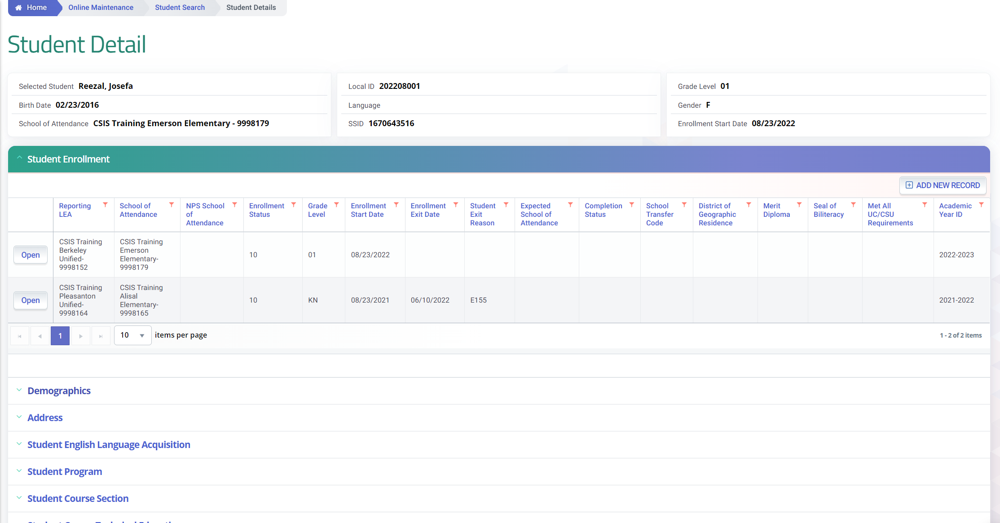 Home
Online Maintenance
Student Search
Student Details
Student Detail
Selected Student Reezal, Josefa
Birth Date 02/23/2016
School of Attendance CSIS Training Emerson Elementary - 9998179
Local ID 202208001
Language
SSID 1670643516
Grade Level 01
Gender F
Enrollment Start Date 08/23/2022
Student Enrollment
ADD NEW RECORD
Reporting
LEA
School of
Attendance
NPS School
of
Attendance
Enrollment
Status
Grade
Level
Enrollment
Start Date
Enrollment
Exit Date
Student
Exit
Reason
Expected
School of
Attendance
Completion
Status
School
Transfer
Code
District of
Geographic
Residence
Merit
Diploma
Seal of
Biliteracy
Met All
UC/CSU
Requirements
Academic
Year ID
Open
CSIS Training
Berkeley
Unified-
9998152
CSIS Training
Emerson
Elementary-
9998179
10
01
08/23/2022
2022-2023
Open
CSIS Training
Pleasanton
Unified-
9998164
CSIS Training
Alisal
Elementary-
9998165
10
KN
08/23/2021
06/10/2022
E155
2021-2022
1
10
items per page
1 - 2 of 2 items
Demographics
Address
Student English Language Acquisition
Student Program
Student Course Section